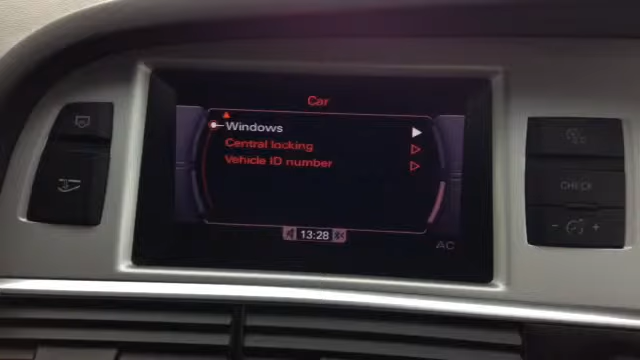 Car
Windows
Central locking
Vehicle ID number
13:28
AC
CHECK
- +